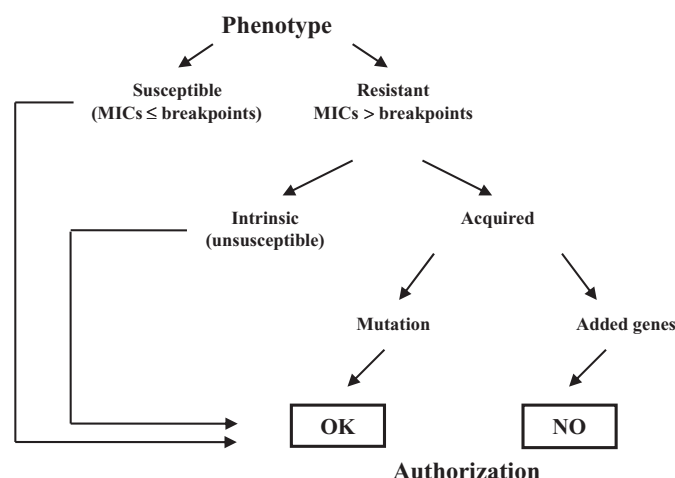 Phenotype
Susceptible
(MICs ≤ breakpoints)
Resistant
MICs > breakpoints
Intrinsic
(unsusceptible)
Acquired
Mutation
Added genes
OK
NO
Authorization